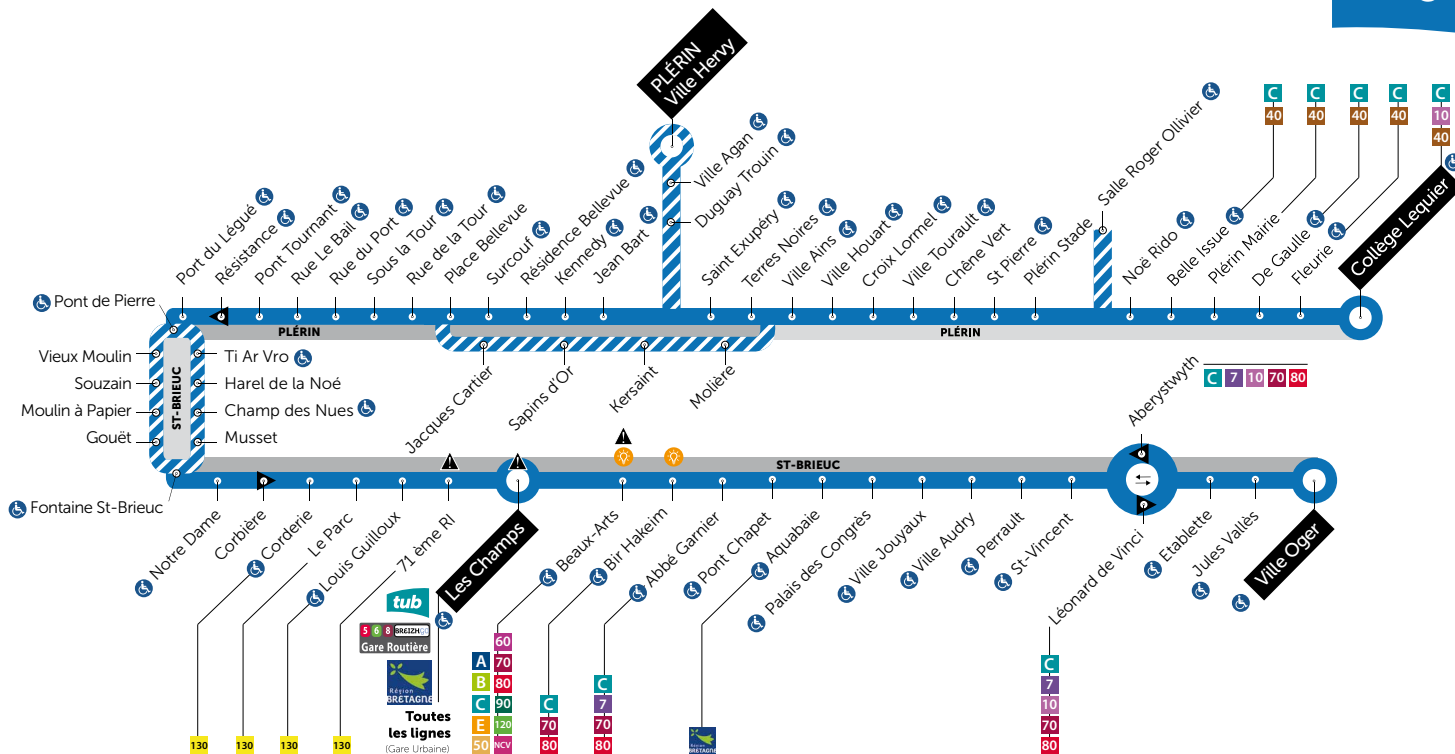 PLÉRIN
Ville Hervy
Ville Agan
Duguay Trouin
Port du Légué
Résistance
Pont Tournant
Rue Le Bail
Rue du Port
Sous la Tour
Rue de la Tour
Place Bellevue
Surcouf
Résidence Bellevue
Kennedy
Jean Bart
Saint Exupéry
Terres Noires
Ville Ains
Ville Houart
Croix Lormel
Ville Tourault
Chêne Vert
St Pierre
Plérin Stade
Salle Roger Ollivier
Noé Rido
Belle Issue
C
40
Plérin Mairie
C
40
De Gaulle
C
40
Fleurie
C
40
Collège Lequier
C
10
40
PLÉRIN
PLÉRIN
Jacques Cartier
Sapins d'Or
Kersaint
Molière
Pont de Pierre
Vieux Moulin
Souzain
Moulin à Papier
Gouët
ST-BRIEUC
Ti Ar Vro
Harel de la Noé
Champ des Nues
Musset
Fontaine St-Brieuc
ST-BRIEUC
Aberystwyth
C 7 10 70 80
Notre Dame
Corbière
Corderie
130
Le Parc
130
Louis Guilloux
130
71 ème RI
130
Les Champs
tub
5 6 8 BREIZHGO
Gare Routière
Région
BRETAGNE
Toutes
les lignes
(Gare Urbaine)
Beaux-Arts
60
A 70
B 80
C 90
E 120
50 NCV
Bir Hakeim
C
70
80
Abbé Garnier
C
7
70
80
Pont Chapet
Aquabaie
Région
BRETAGNE
Palais des Congrès
Ville Jouyaux
Ville Audry
Perrault
St-Vincent
Léonard de Vinci
C
7
10
70
80
Etablette
Jules Vallès
Ville Oger